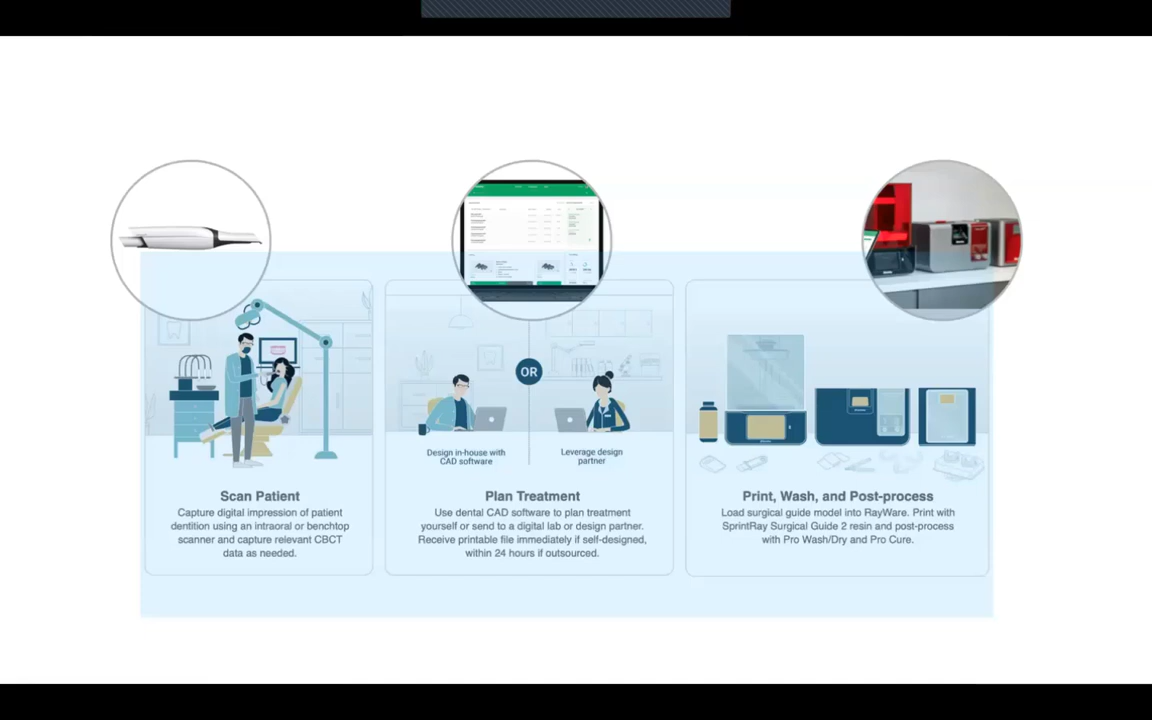 OR
Design in-house with
CAD software
Leverage design
partner
Scan Patient
Capture digital impression of patient
dentition using an intraoral or benchtop
scanner and capture relevant CBCT
data as needed.
Plan Treatment
Use dental CAD software to plan treatment
yourself or send to a digital lab or design partner.
Receive printable file immediately if self-designed,
within 24 hours if outsourced.
Print, Wash, and Post-process
Load surgical guide model into RayWare. Print with
SprintRay Surgical Guide 2 resin and post-process
with Pro Wash/Dry and Pro Cure.